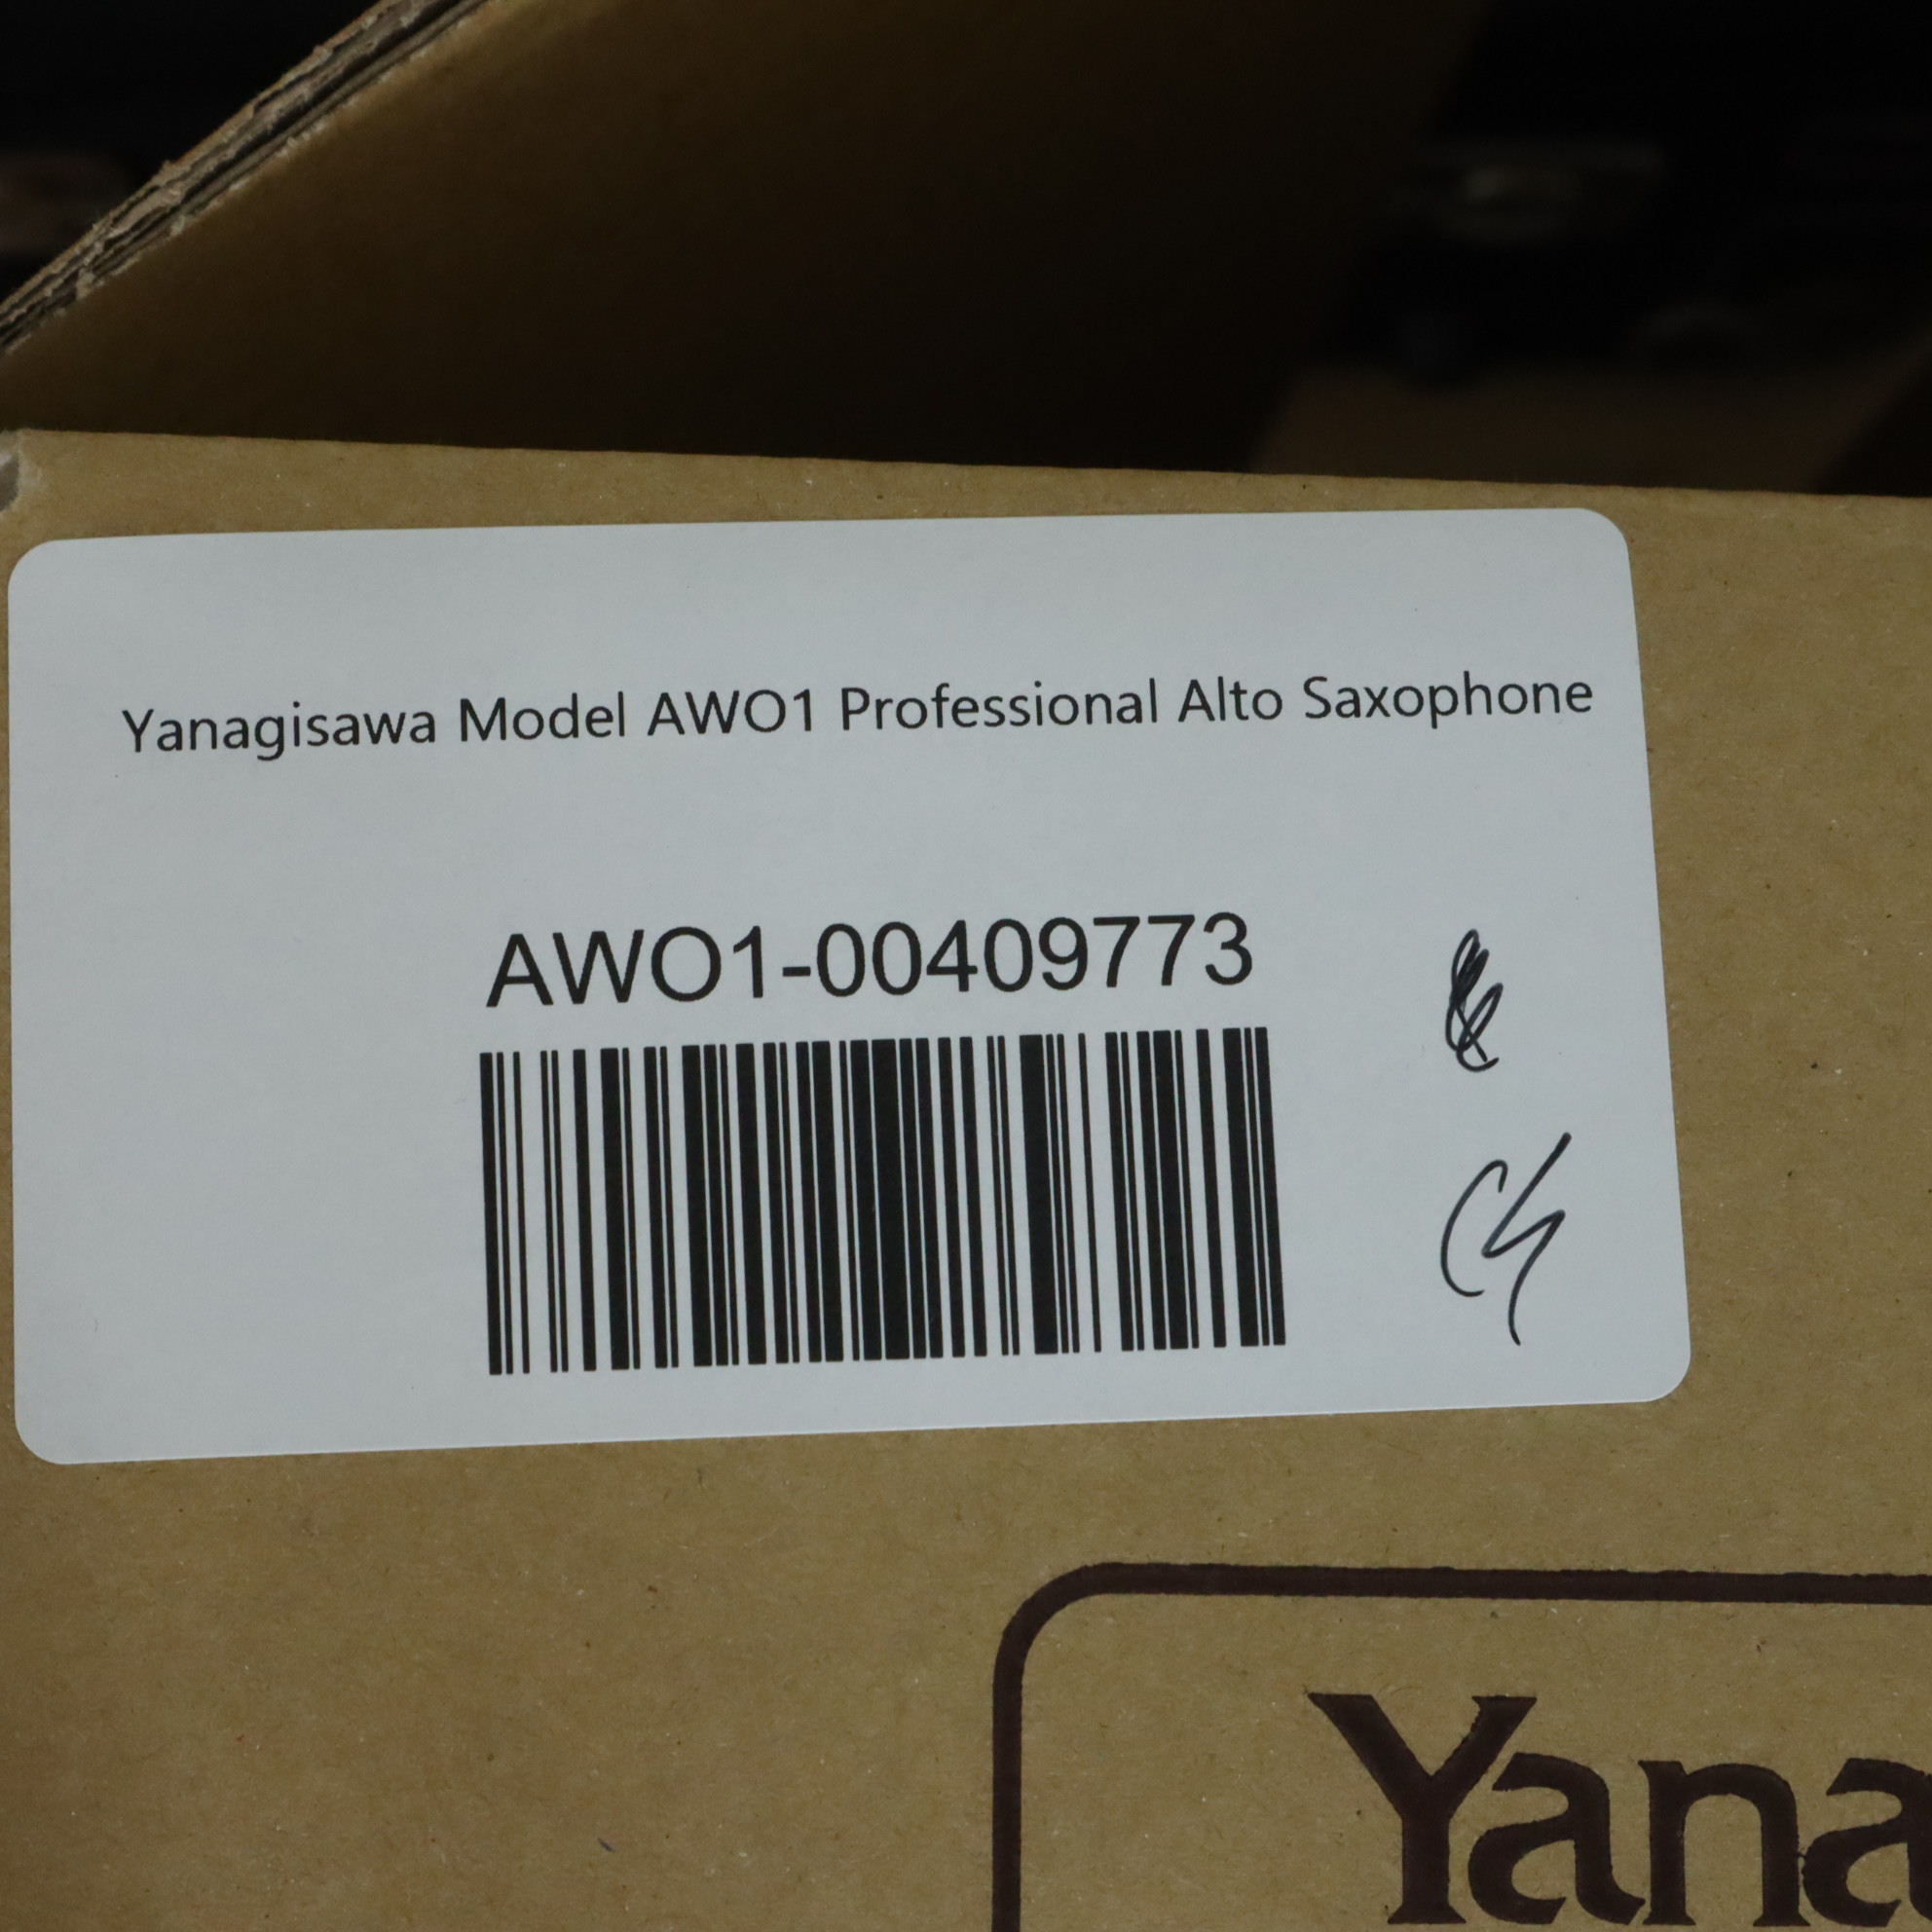 Yanagisawa Model AWO1 Professional Alto Saxophone
AWO1-00409773
Yana